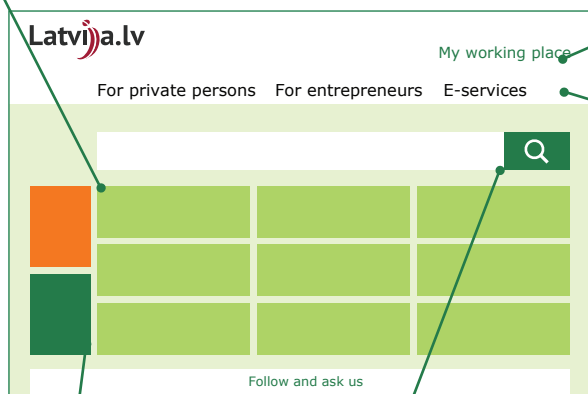 Latvija.lv
My working place
For private persons For entrepreneurs E-services
Follow and ask us